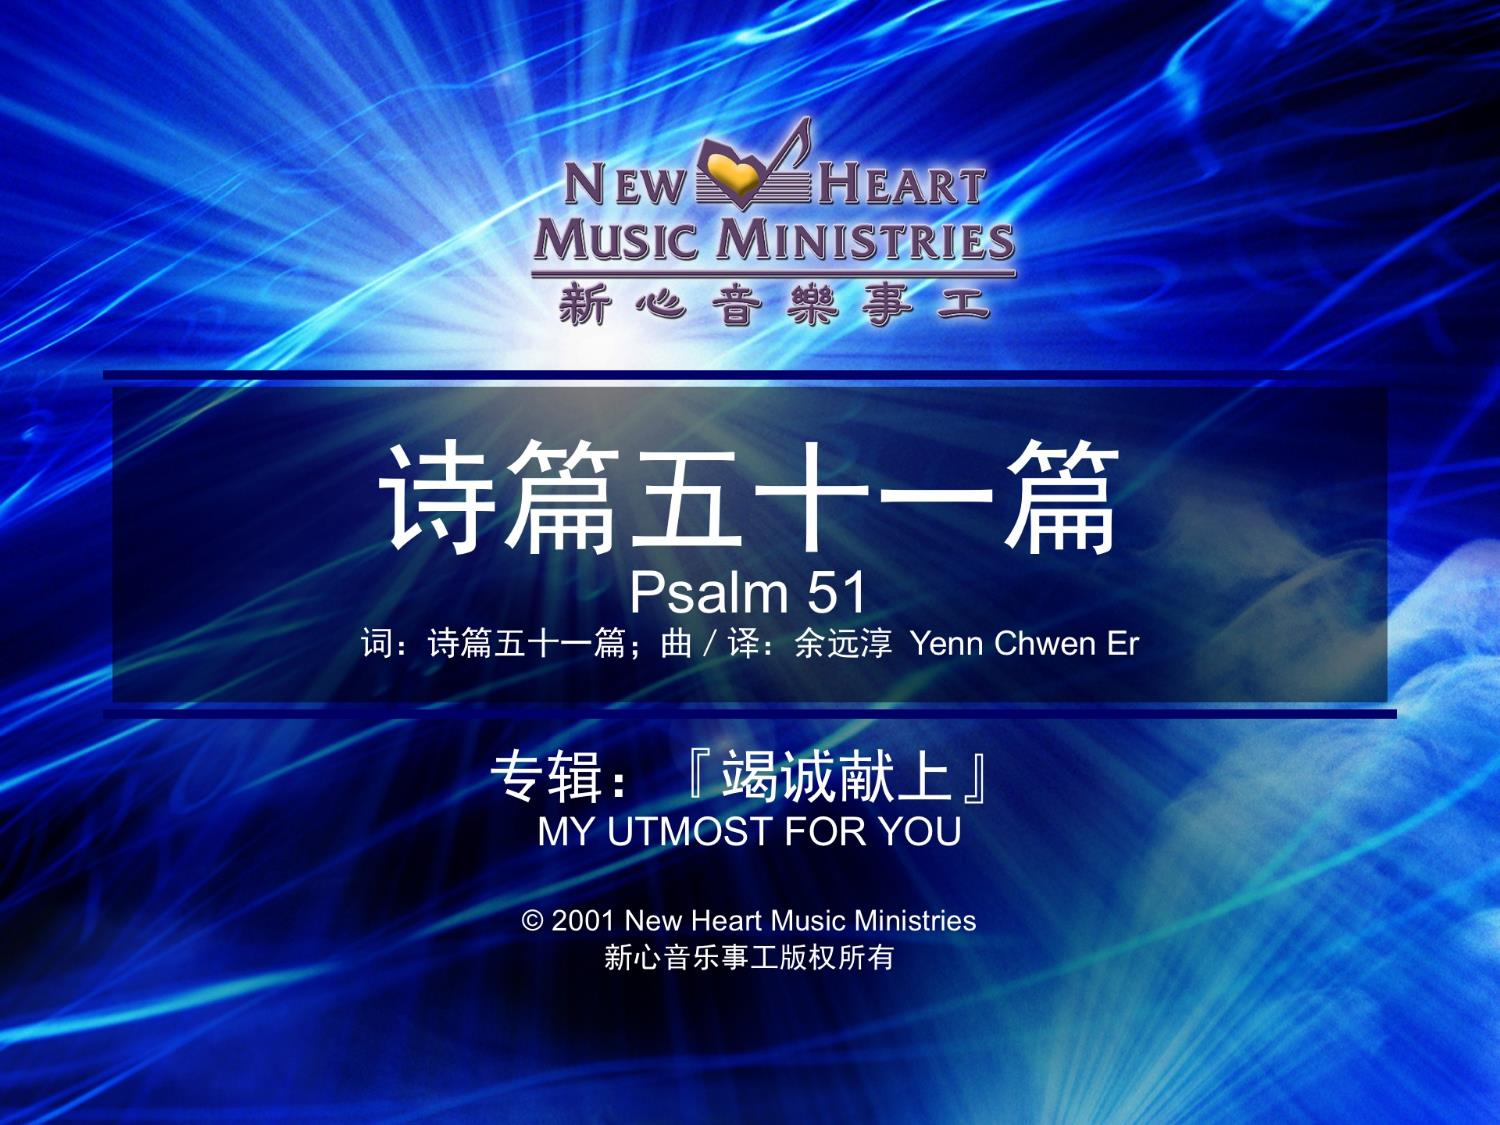 NEW HEART
MUSIC MINISTRIES
新心音樂事工
诗篇五十一篇
Psalm 51
词：诗篇五十一篇；曲 / 译：余远淳 Yenn Chwen Er
专辑：『竭诚献上』
MY UTMOST FOR YOU
© 2001 New Heart Music Ministries
新心音乐事工版权所有